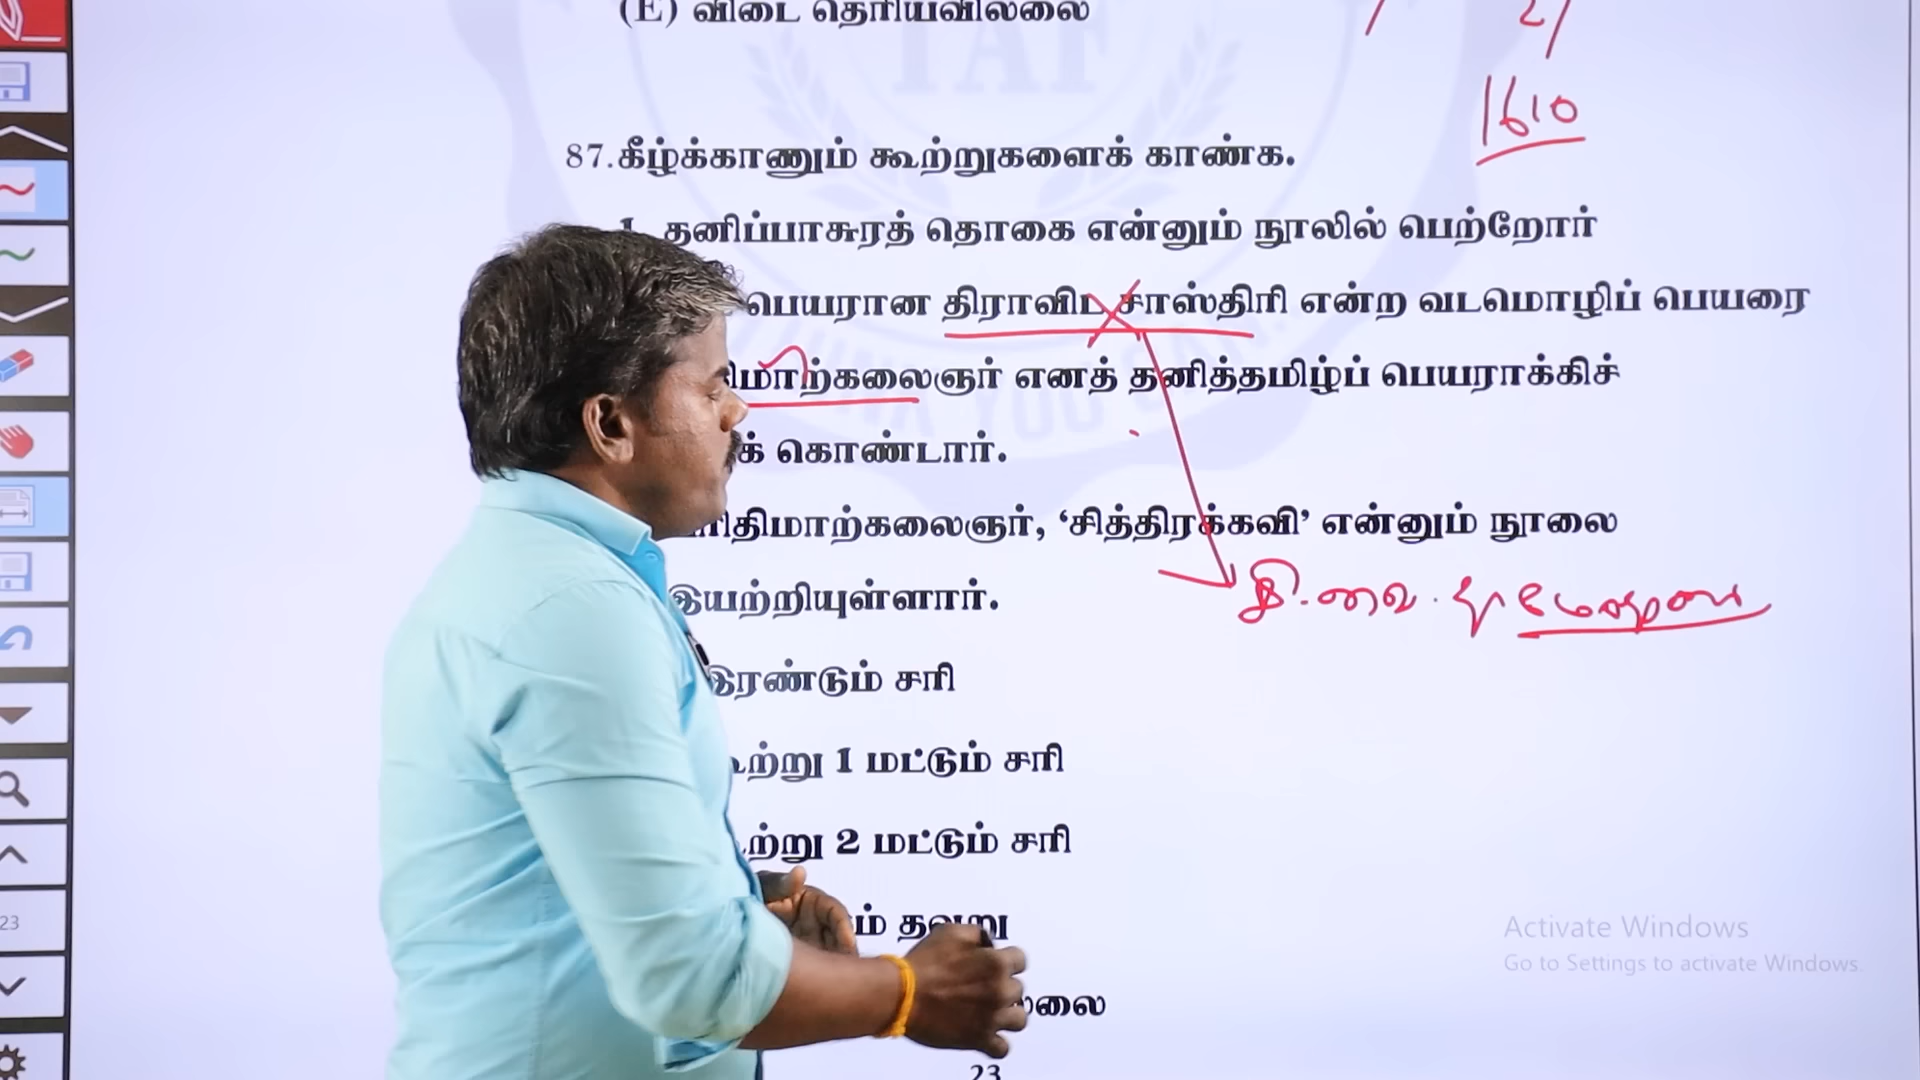 (E) விடை தெரியவில்லை
1610
87.கீழ்க்காணும் கூற்றுகளைக் காண்க.
1. தனிப்பாசுரத் தொகை என்னும் நூலில் பெற்றோர்
பெயரான திராவிட சாஸ்திரி என்ற வடமொழிப் பெயரை
மாற்கலைஞர் எனத் தனித்தமிழ்ப் பெயராக்கிச்
க் கொண்டார்.
ரிதிமாற்கலைஞர், ‘சித்திரக்கவி’ என்னும் நூலை
இயற்றியுள்ளார்.
இரண்டும் சரி
கூற்று 1 மட்டும் சரி
ற்று 2 மட்டும் சரி
ம் தவறு
லை
23
23
Activate Windows
Go to Settings to activate Windows.